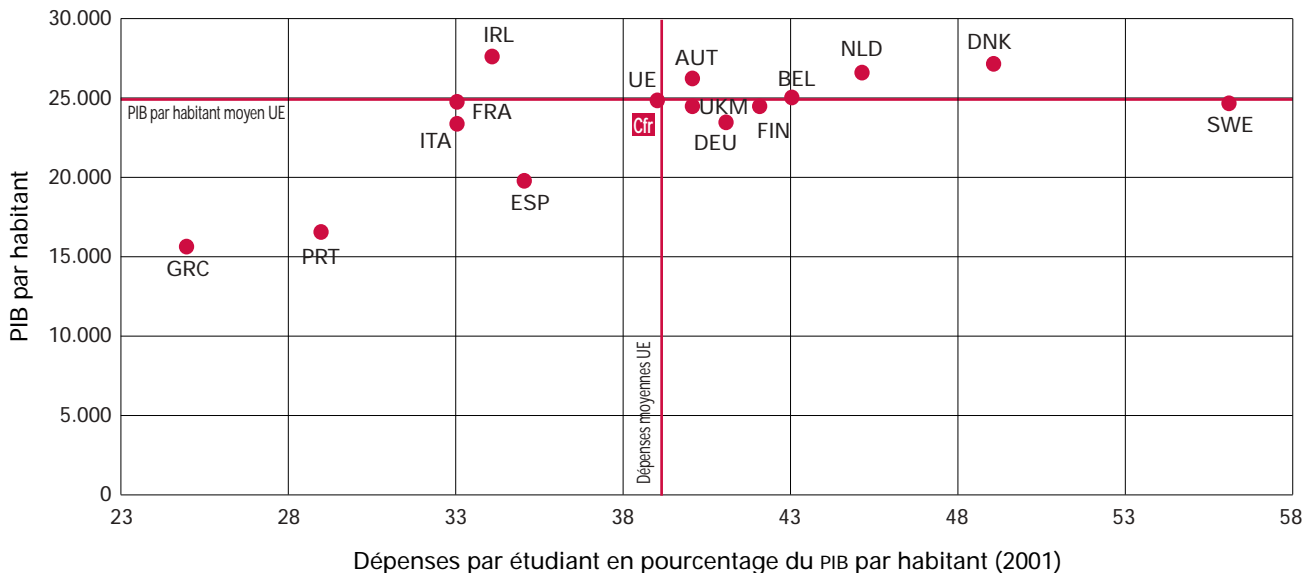 30.000
25.000
20.000
15.000
10.000
5.000
0
PIB par habitant
IRL
AUT
NLD
DNK
UE
BEL
PIB par habitant moyen UE
FRA
Cfr
UKM
FIN
SWE
ITA
DEU
ESP
PRT
GRC
Dépenses moyennes UE
23 28 33 38 43 48 53 58
Dépenses par étudiant en pourcentage du PIB par habitant (2001)